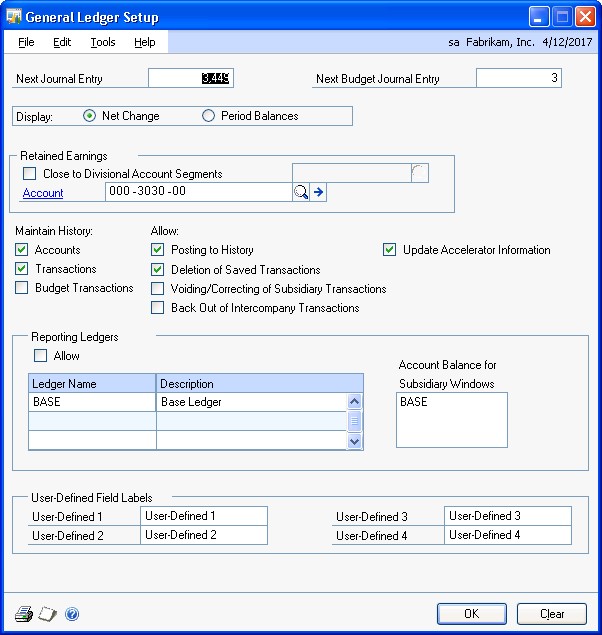 General Ledger Setup
File Edit Tools Help sa Fabrikam, Inc. 4/12/2017
Next Journal Entry 3,449 Next Budget Journal Entry 3
Display: Net Change Period Balances
Retained Earnings
Close to Divisional Account Segments
Account 000 -3030 -00
Maintain History: Allow:
Accounts Posting to History Update Accelerator Information
Transactions Deletion of Saved Transactions
Budget Transactions Voiding/Correcting of Subsidiary Transactions
Back Out of Intercompany Transactions
Reporting Ledgers
Allow
Account Balance for
Ledger Name Description Subsidiary Windows
BASE Base Ledger BASE
User-Defined Field Labels
User-Defined 1 User-Defined 1 User-Defined 3 User-Defined 3
User-Defined 2 User-Defined 2 User-Defined 4 User-Defined 4
OK Clear